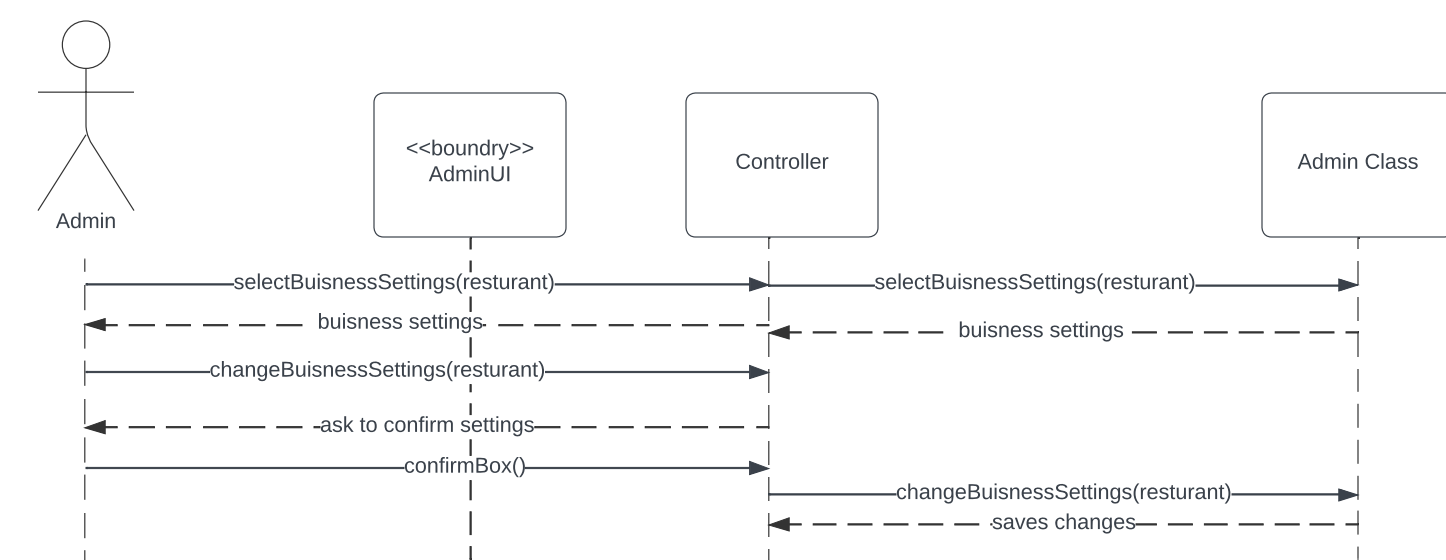 <<boundry>>
AdminUI
Controller
Admin Class
Admin
selectBuisnessSettings(resturant)
selectBuisnessSettings(resturant)
buisness settings
buisness settings
changeBuisnessSettings(resturant)
ask to confirm settings
confirmBox()
changeBuisnessSettings(resturant)
saves changes